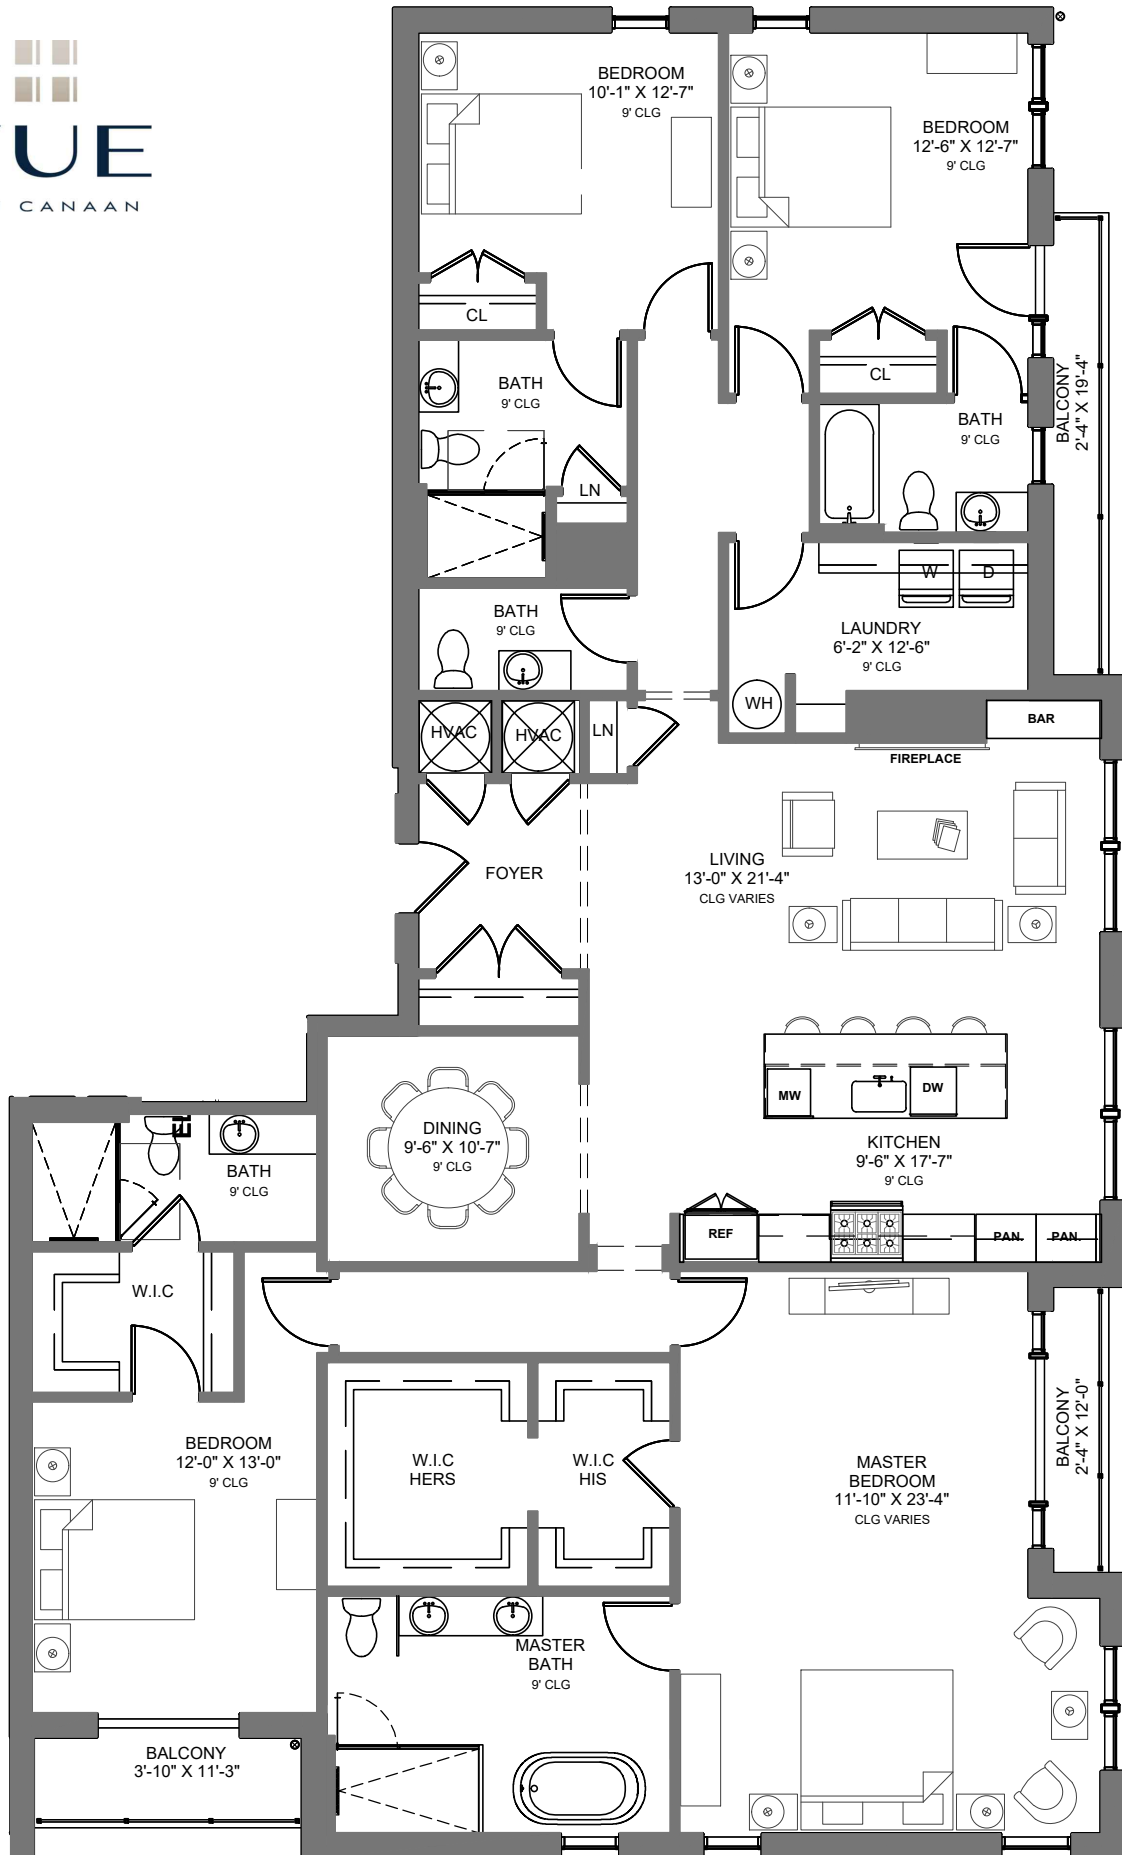 UE
CANAAN
BEDROOM
10'-1" X 12'-7"
9' CLG
BEDROOM
12'-6" X 12'-7"
9' CLG
CL
CL
BALCONY
2'-4" X 19'-4"
BATH
9' CLG
BATH
9' CLG
LN
W
D
BATH
9' CLG
LAUNDRY
6'-2" X 12'-6"
9' CLG
WH
HVAC
HVAC
LN
BAR
FIREPLACE
FOYER
LIVING
13'-0" X 21'-4"
CLG VARIES
MW
DW
DINING
9'-6" X 10'-7"
9' CLG
KITCHEN
9'-6" X 17'-7"
9' CLG
BATH
9' CLG
REF
PAN.
PAN.
W.I.C
BALCONY
2'-4" X 12'-0"
BEDROOM
12'-0" X 13'-0"
9' CLG
W.I.C
HERS
W.I.C
HIS
MASTER
BEDROOM
11'-10" X 23'-4"
CLG VARIES
MASTER
BATH
9' CLG
BALCONY
3'-10" X 11'-3"